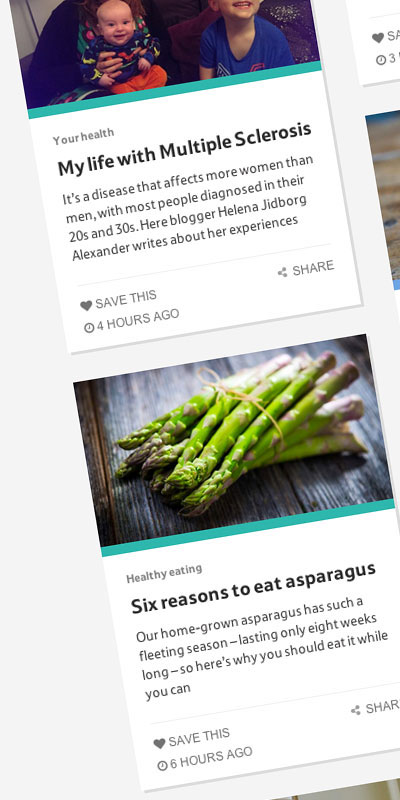 Your health
My life with Multiple Sclerosis
It's a disease that affects more women than
men, with most people diagnosed in their
20s and 30s. Here blogger Helena Jidborg
Alexander writes about her experiences
SAVE THIS
SHARE
4 HOURS AGO
Healthy eating
Six reasons to eat asparagus
Our home-grown asparagus has such a
fleeting season – lasting only eight weeks
long – so here's why you should eat it while
you can
SAVE THIS
SHAR
6 HOURS AGO
SA
3